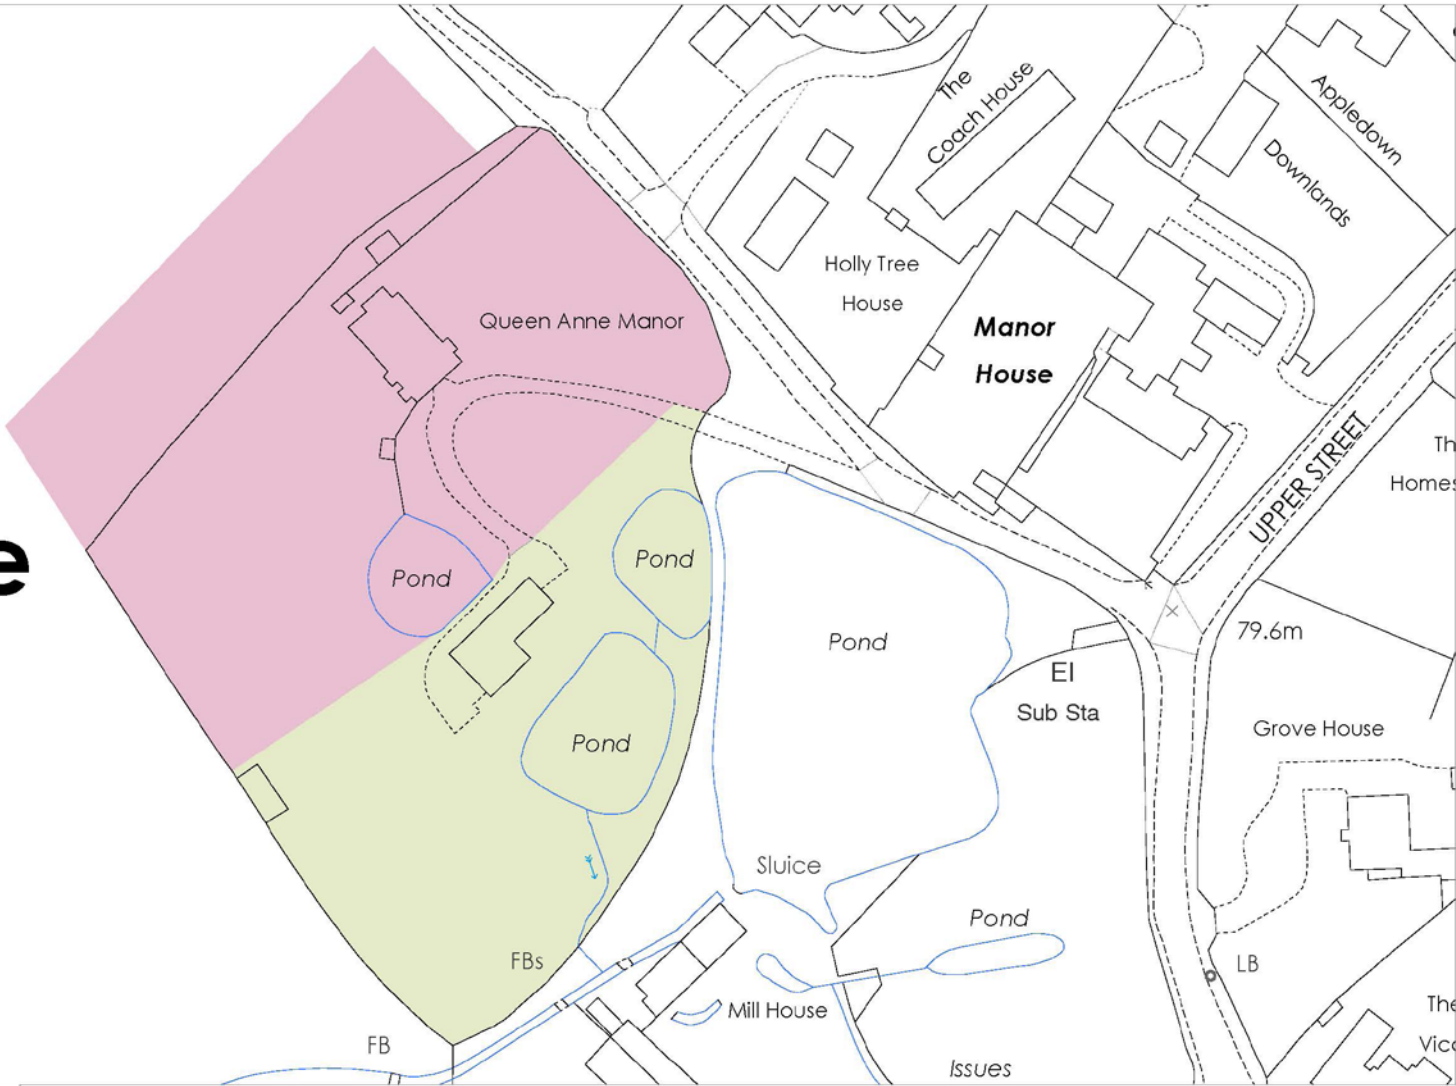 Appledown
The
Coach House
Downlands
Holly Tree
House
Queen Anne Manor
Manor
House
UPPER STREET
Th
Homes
e
Pond
Pond
Pond
Pond
79.6m
El
Sub Sta
Grove House
Sluice
Pond
FBs
LB
Mill House
The
Vic
FB
Issues